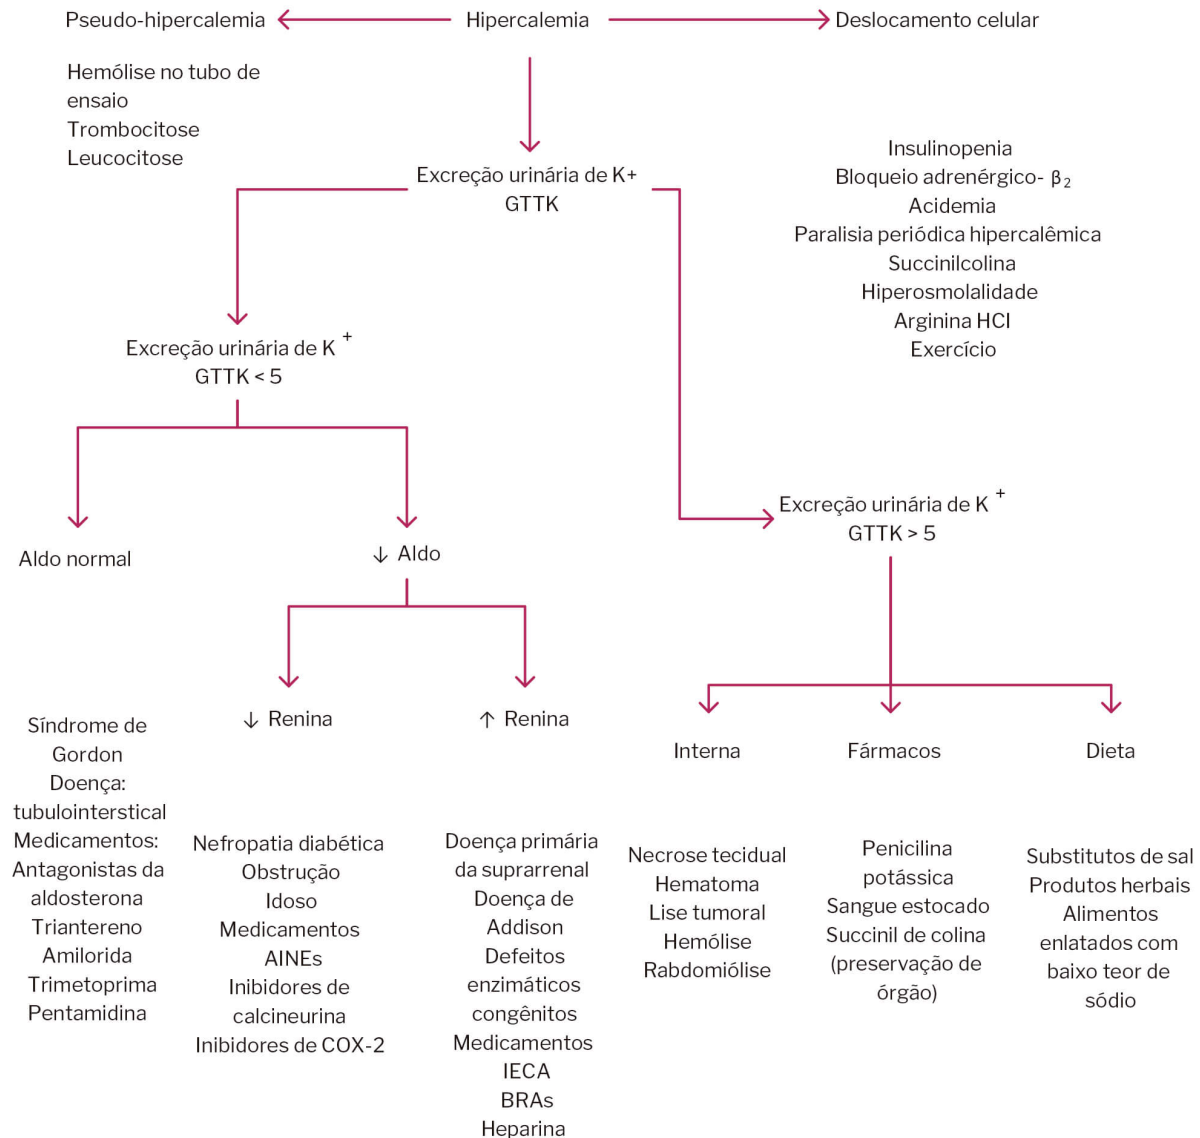 Pseudo-hipercalemia
Hipercalemia
Deslocamento celular
Hemólise no tubo de
ensaio
Trombocitose
Leucocitose
Insulinopenia
Bloqueio adrenérgico- β₂
Acidemia
Paralisia periódica hipercalêmica
Succinilcolina
Hiperosmolalidade
Arginina HCl
Exercício
Excreção urinária de K+
GTTK
Excreção urinária de K +
GTTK < 5
Excreção urinária de K +
GTTK > 5
Aldo normal
↓ Aldo
↓ Renina
↑ Renina
Interna
Fármacos
Dieta
Síndrome de
Gordon
Doença:
tubulointerstical
Medicamentos:
Antagonistas da
aldosterona
Triantereno
Amilorida
Trimetoprima
Pentamidina
Nefropatia diabética
Obstrução
Idoso
Medicamentos
AINEs
Inibidores de
calcineurina
Inibidores de COX-2
Doença primária
da suprarrenal
Doença de
Addison
Defeitos
enzimáticos
congênitos
Medicamentos
IECA
BRAs
Heparina
Necrose tecidual
Hematoma
Lise tumoral
Hemólise
Rabdomiólise
Penicilina
potássica
Sangue estocado
Succinil de colina
(preservação de
órgão)
Substitutos de sal
Produtos herbais
Alimentos
enlatados com
baixo teor de
sódio